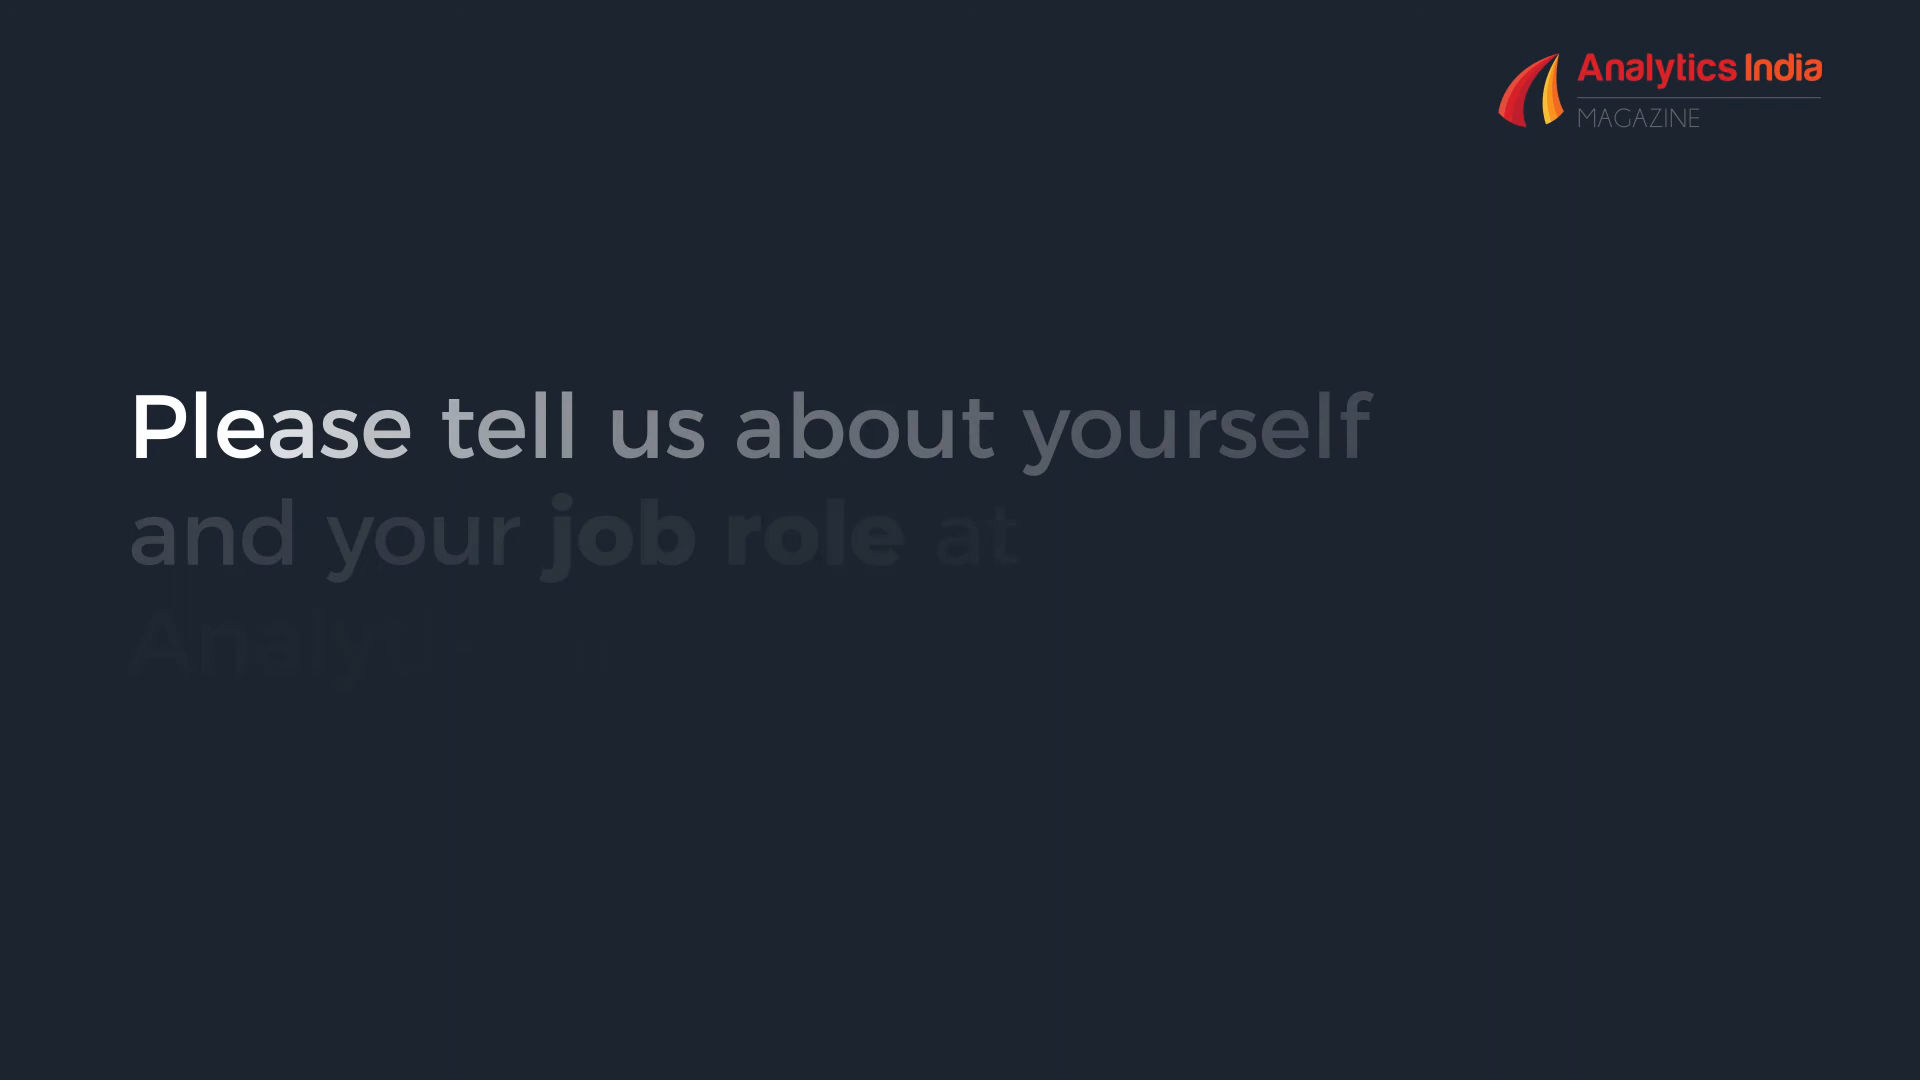 Analytics India
MAGAZINE
Please tell us about yourself
and your job role at